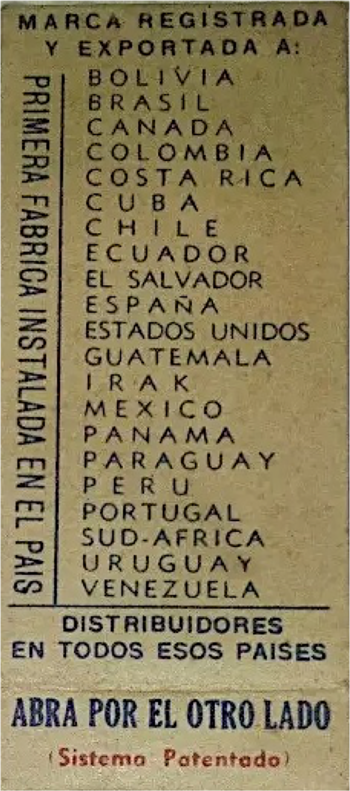 MARCA REGISTRADA
Y EXPORTADA A:
PRIMERA FABRICA INSTALADA EN EL PAIS
BOLIVIA
BRASIL
CANADA
COLOMBIA
COSTA RICA
CUBA
CHILE
ECUADOR
EL SALVADOR
ESPAÑA
ESTADOS UNIDOS
GUATEMALA
IRAK
MEXICO
PANAMA
PARAGUAY
PERU
PORTUGAL
SUD-AFRICA
URUGUAY
VENEZUELA
DISTRIBUIDORES
EN TODOS ESOS PAISES
ABRA POR EL OTRO LADO
(Sistema Patentado)